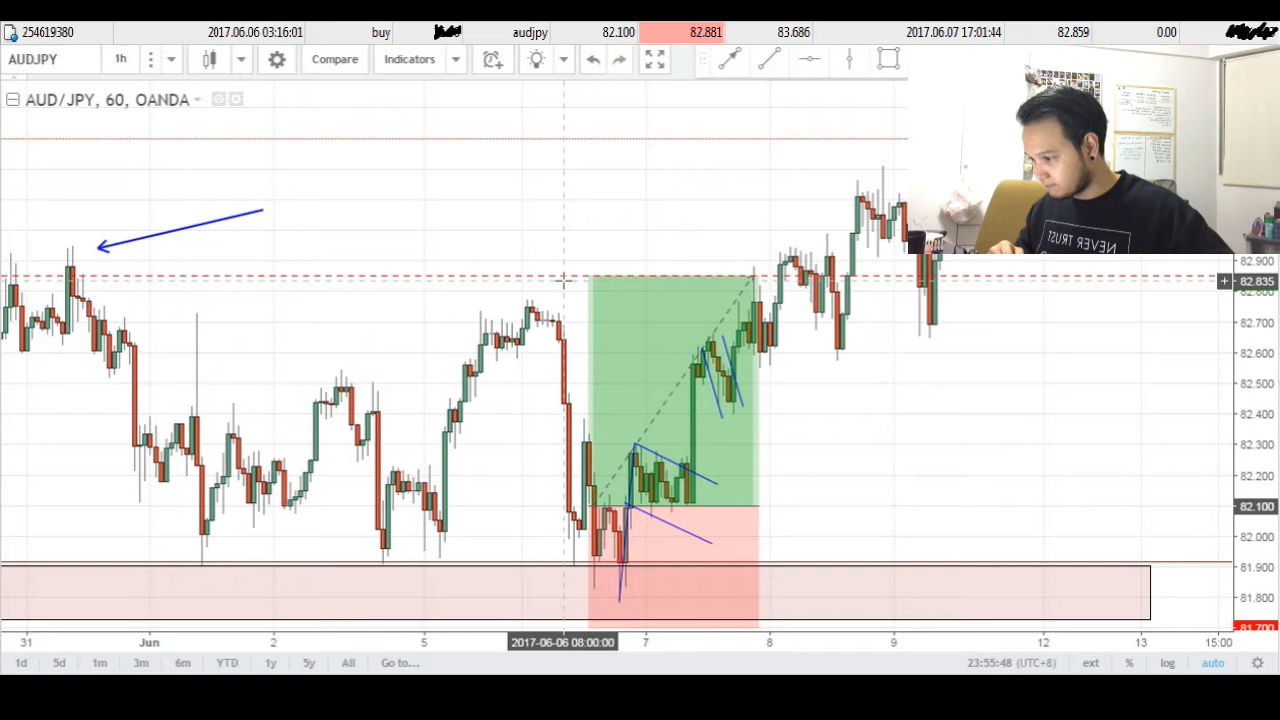 254619380 2017.06.06 03:16:01 buy audjpy 82.100 82.881 83.686 2017.06.07 17:01:44 82.859 0.00
AUDJPY 1h Compare Indicators
AUD/JPY, 60, OANDA
NEVER TRUST
82.900
82.835
82.800
82.700
82.600
82.500
82.400
82.300
82.200
82.100
82.000
81.900
81.800
81.700
31 Jun 2 5 2017-06-06 08:00:00 7 8 9 12 13 15:00
1d 5d 1m 3m 6m YTD 1y 5y All Go to... 23:55:48 (UTC+8) ext % log auto